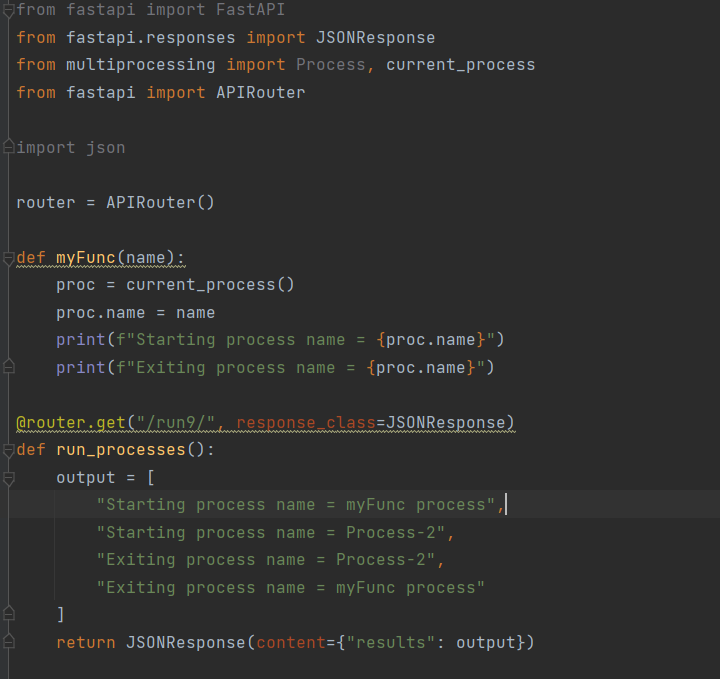 from fastapi import FastAPI
from fastapi.responses import JSONResponse
from multiprocessing import Process, current_process
from fastapi import APIRouter
import json
router = APIRouter()
def myFunc(name):
    proc = current_process()
    proc.name = name
    print(f"Starting process name = {proc.name}")
    print(f"Exiting process name = {proc.name}")
@router.get("/run9/", response_class=JSONResponse)
def run_processes():
    output = [
        "Starting process name = myFunc process",
        "Starting process name = Process-2",
        "Exiting process name = Process-2",
        "Exiting process name = myFunc process"
    ]
    return JSONResponse(content={"results": output})